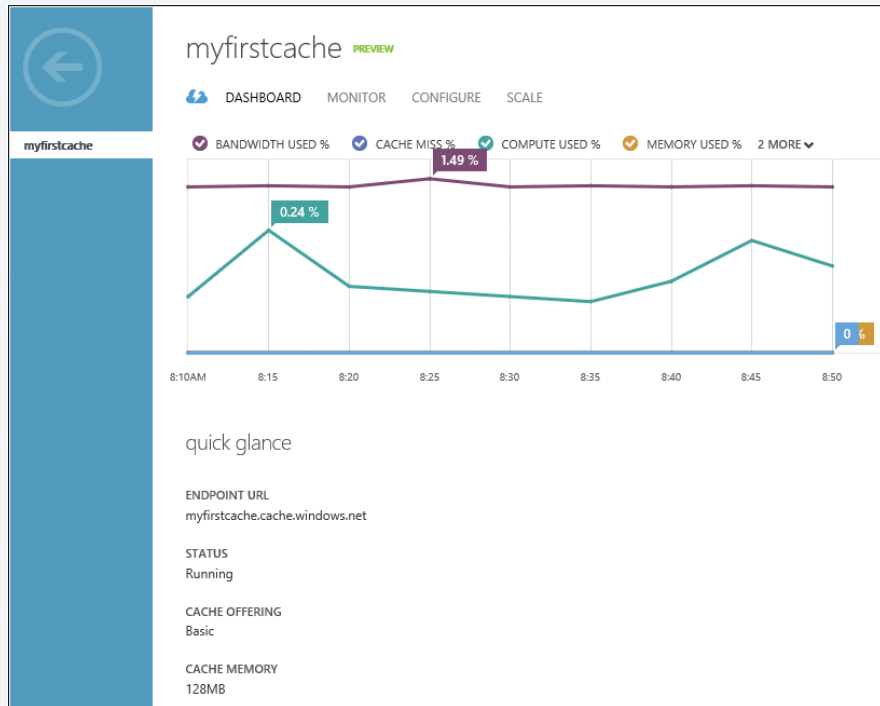 myfirstcache PREVIEW
DASHBOARD MONITOR CONFIGURE SCALE
myfirstcache
BANDWIDTH USED % CACHE MISS % COMPUTE USED % MEMORY USED % 2 MORE
1.49 %
0.24 %
0 %
8:10AM 8:15 8:20 8:25 8:30 8:35 8:40 8:45 8:50
quick glance
ENDPOINT URL
myfirstcache.cache.windows.net
STATUS
Running
CACHE OFFERING
Basic
CACHE MEMORY
128MB